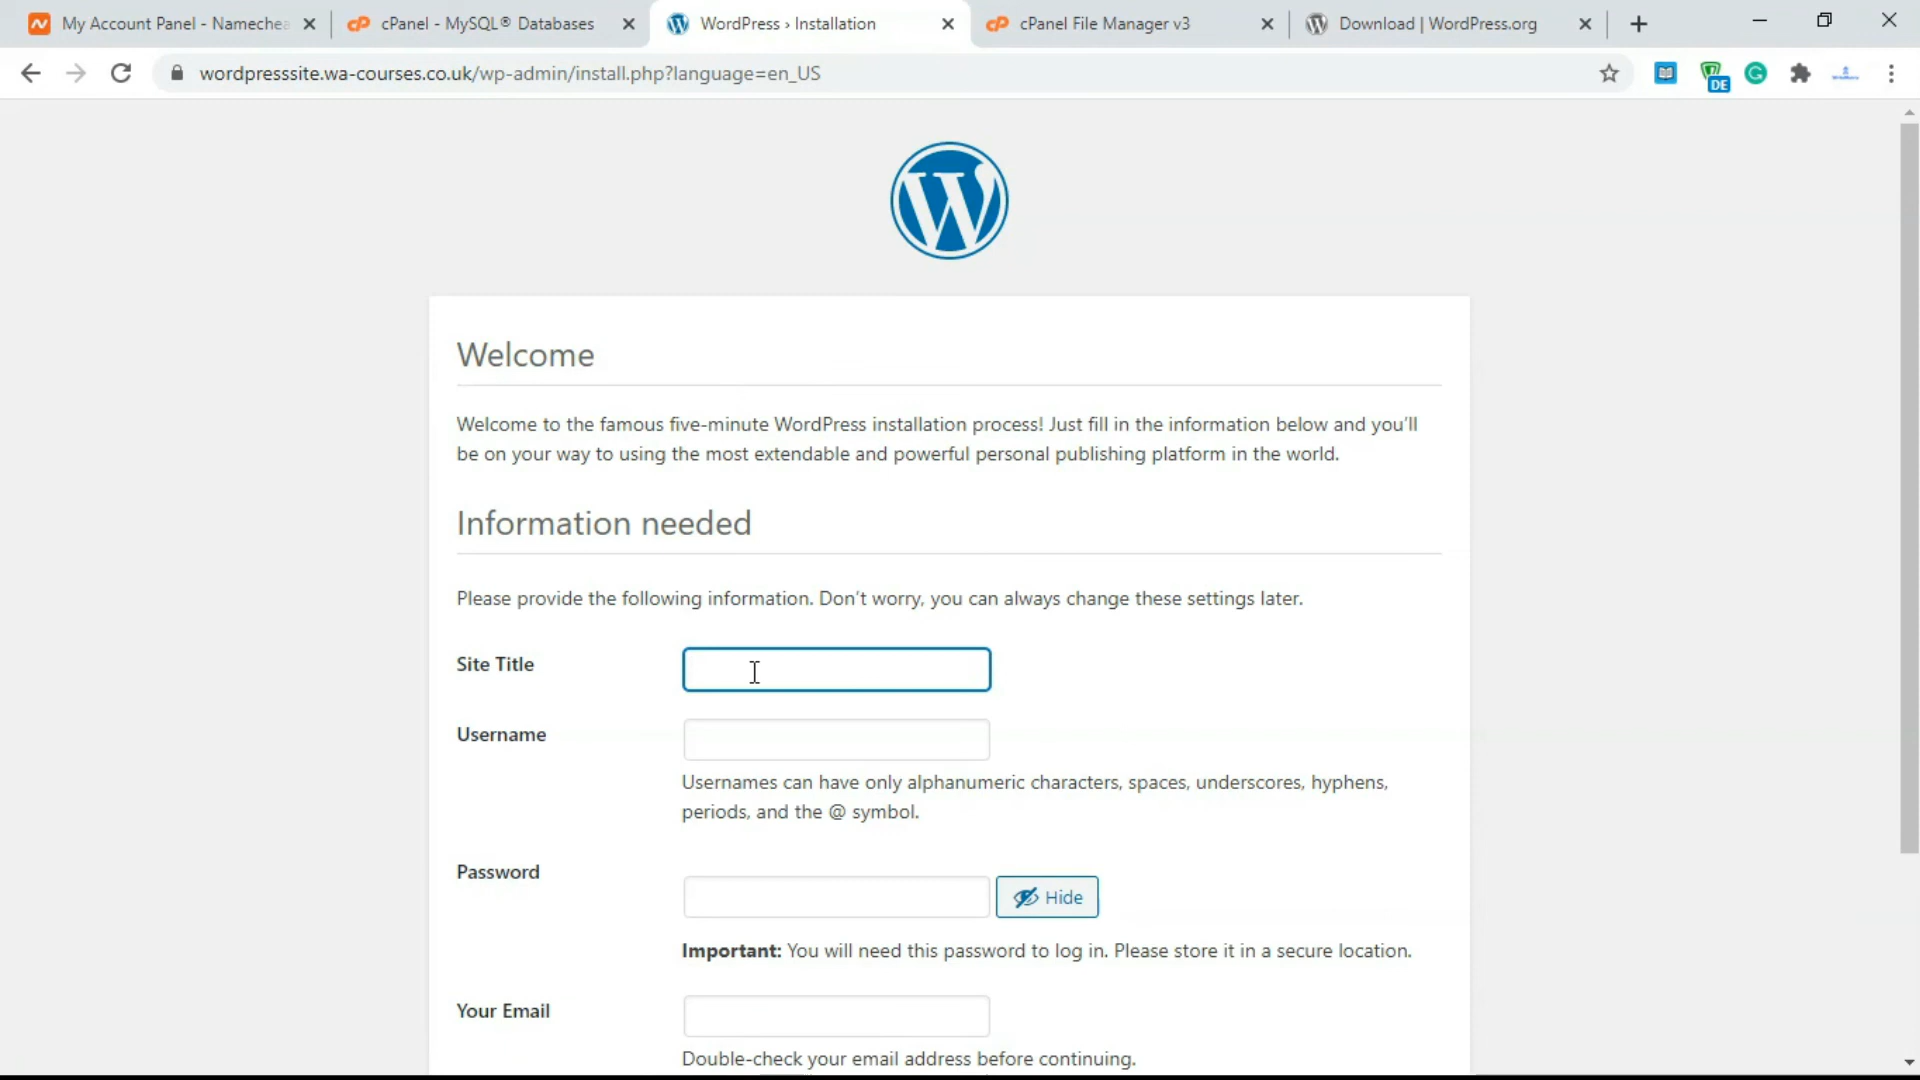 My Account Panel - Namechea
cPanel - MySQL® Databases
WordPress › Installation
cPanel File Manager v3
Download | WordPress.org
wordpresssite.wa-courses.co.uk/wp-admin/install.php?language=en_US
DE
Welcome
Welcome to the famous five-minute WordPress installation process! Just fill in the information below and you’ll
be on your way to using the most extendable and powerful personal publishing platform in the world.
Information needed
Please provide the following information. Don’t worry, you can always change these settings later.
Site Title
Username
Usernames can have only alphanumeric characters, spaces, underscores, hyphens,
periods, and the @ symbol.
Password
Hide
Important: You will need this password to log in. Please store it in a secure location.
Your Email
Double-check your email address before continuing.